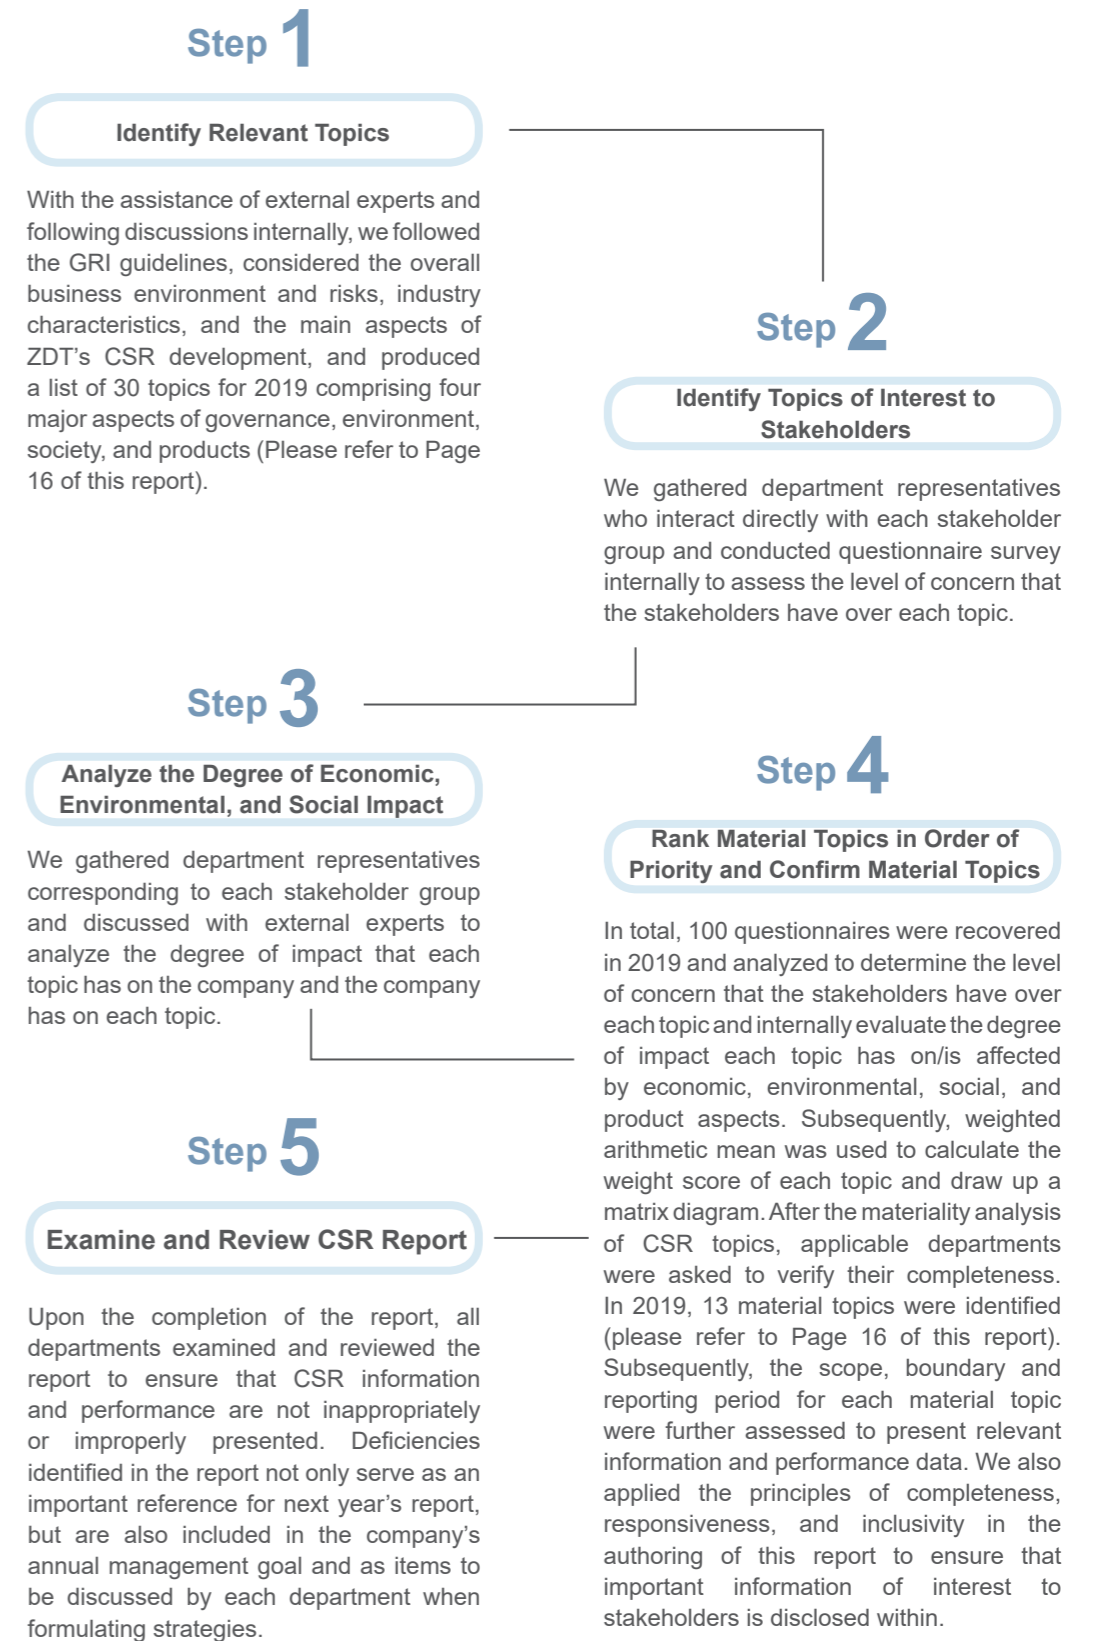 Step 1
Identify Relevant Topics
With the assistance of external experts and
following discussions internally, we followed
the GRI guidelines, considered the overall
business environment and risks, industry
characteristics, and the main aspects of
ZDT's CSR development, and produced
a list of 30 topics for 2019 comprising four
major aspects of governance, environment,
society, and products (Please refer to Page
16 of this report).
Step 2
Identify Topics of Interest to
Stakeholders
We gathered department representatives
who interact directly with each stakeholder
group and conducted questionnaire survey
internally to assess the level of concern that
the stakeholders have over each topic.
Step 3
Analyze the Degree of Economic,
Environmental, and Social Impact
We gathered department representatives
corresponding to each stakeholder group
and discussed with external experts to
analyze the degree of impact that each
topic has on the company and the company
has on each topic.
Step 4
Rank Material Topics in Order of
Priority and Confirm Material Topics
In total, 100 questionnaires were recovered
in 2019 and analyzed to determine the level
of concern that the stakeholders have over
each topic and internally evaluate the degree
of impact each topic has on/is affected
by economic, environmental, social, and
product aspects. Subsequently, weighted
arithmetic mean was used to calculate the
weight score of each topic and draw up a
matrix diagram. After the materiality analysis
of CSR topics, applicable departments
were asked to verify their completeness.
In 2019, 13 material topics were identified
(please refer to Page 16 of this report).
Subsequently, the scope, boundary and
reporting period for each material topic
were further assessed to present relevant
information and performance data. We also
applied the principles of completeness,
responsiveness, and inclusivity in the
authoring of this report to ensure that
important information of interest to
stakeholders is disclosed within.
Step 5
Examine and Review CSR Report
Upon the completion of the report, all
departments examined and reviewed the
report to ensure that CSR information
and performance are not inappropriately
or improperly presented. Deficiencies
identified in the report not only serve as an
important reference for next year's report,
but are also included in the company's
annual management goal and as items to
be discussed by each department when
formulating strategies.